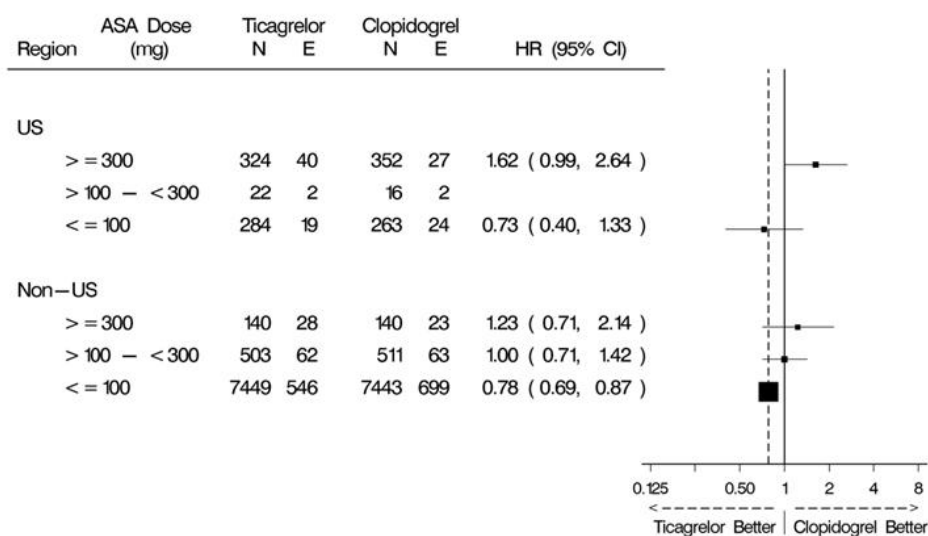 ASA Dose Ticagrelor Clopidogrel
Region (mg) N E N E HR (95% CI)
US
>=300 324 40 352 27 1.62 (0.99, 2.64)
>100 — <300 22 2 16 2
<=100 284 19 263 24 0.73 (0.40, 1.33)
Non—US
>=300 140 28 140 23 1.23 (0.71, 2.14)
>100 — <300 503 62 511 63 1.00 (0.71, 1.42)
<=100 7449 546 7443 699 0.78 (0.69, 0.87)
0.125 0.50 1 2 4 8
<----------- ----------->
Ticagrelor Better Clopidogrel Better